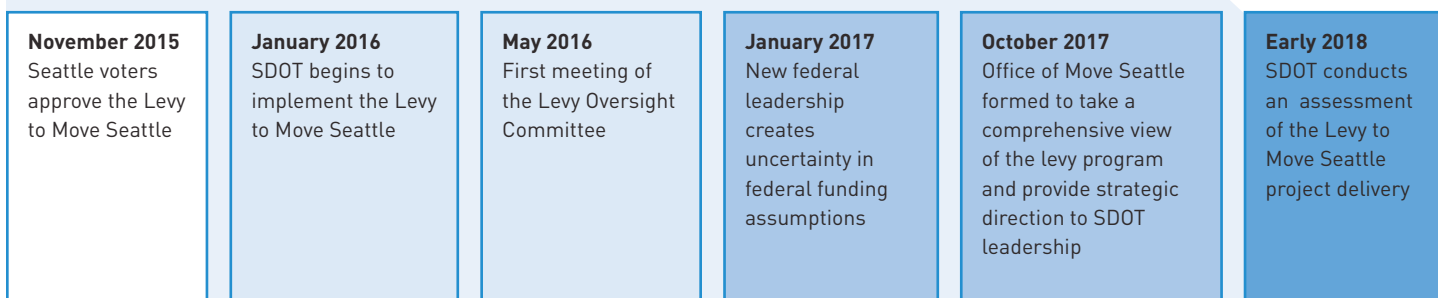 November 2015
Seattle voters
approve the Levy
to Move Seattle
January 2016
SDOT begins to
implement the Levy
to Move Seattle
May 2016
First meeting of
the Levy Oversight
Committee
January 2017
New federal
leadership
creates
uncertainty in
federal funding
assumptions
October 2017
Office of Move Seattle
formed to take a
comprehensive view
of the levy program
and provide strategic
direction to SDOT
leadership
Early 2018
SDOT conducts
an assessment
of the Levy to
Move Seattle
project delivery